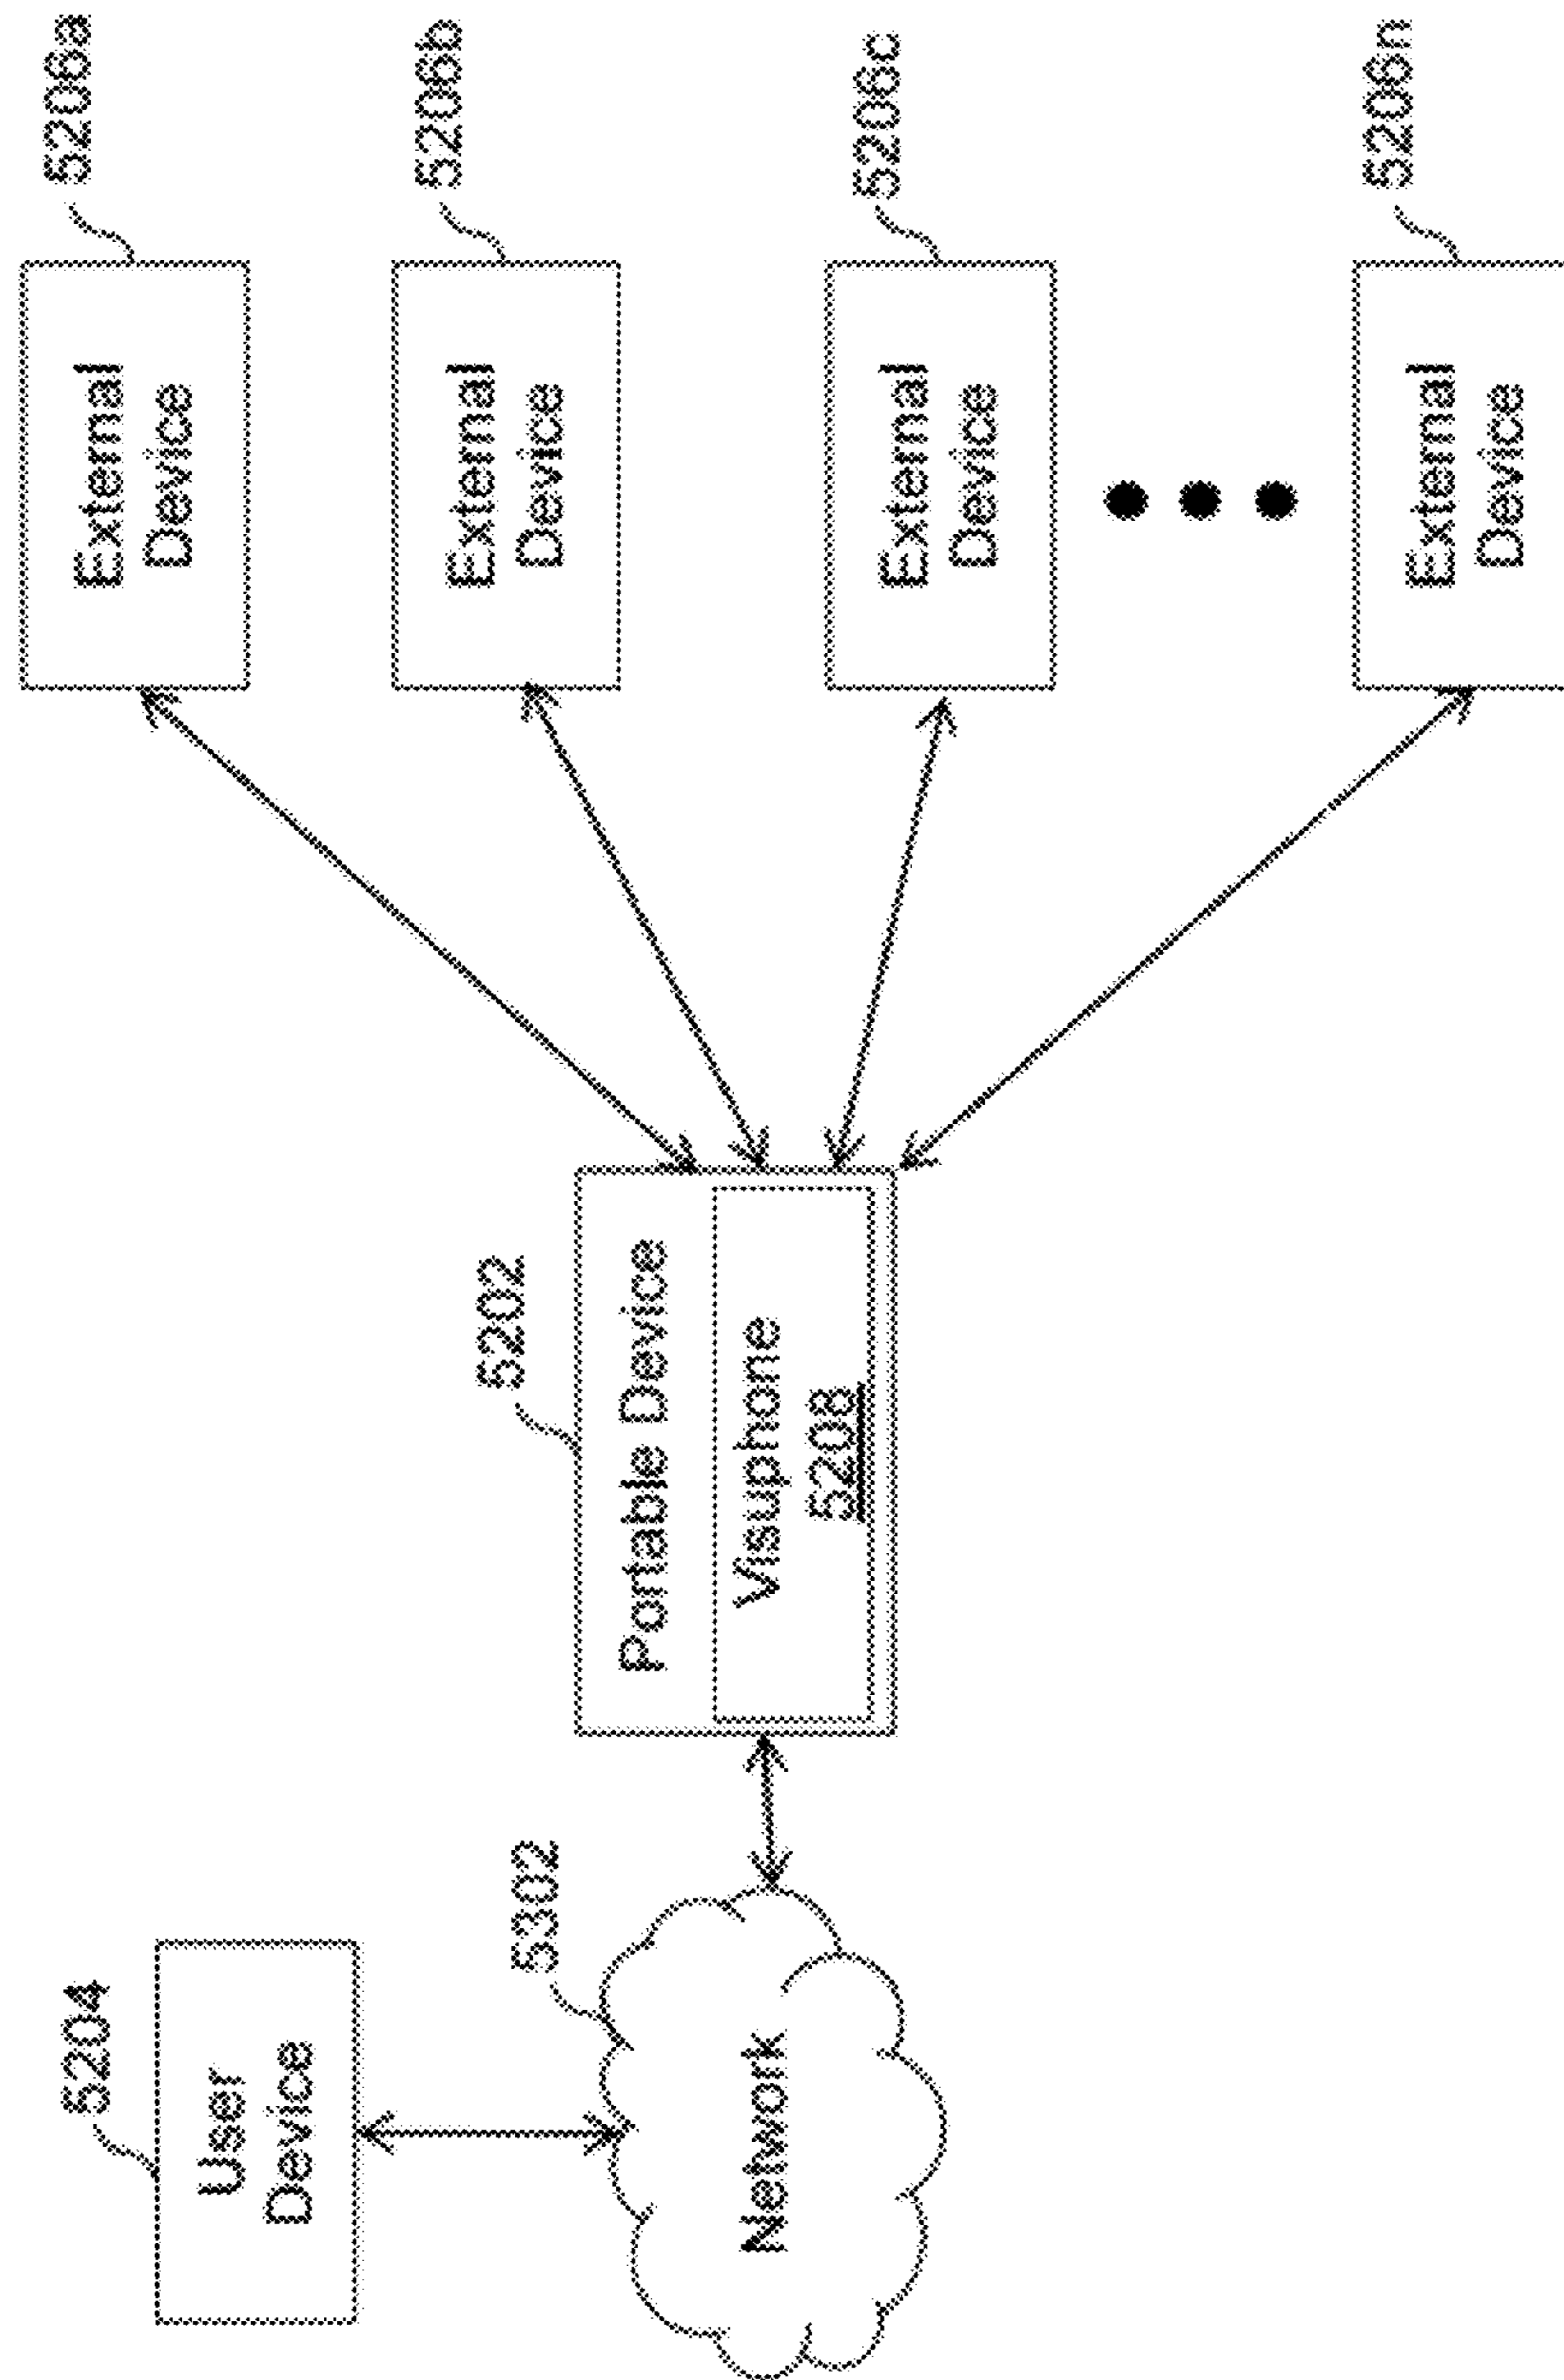 5204
User
Device
5302
Network
5202
Portable Device
Visuphone
5208
5206a
External
Device
5206b
External
Device
5206c
External
Device
5206n
External
Device